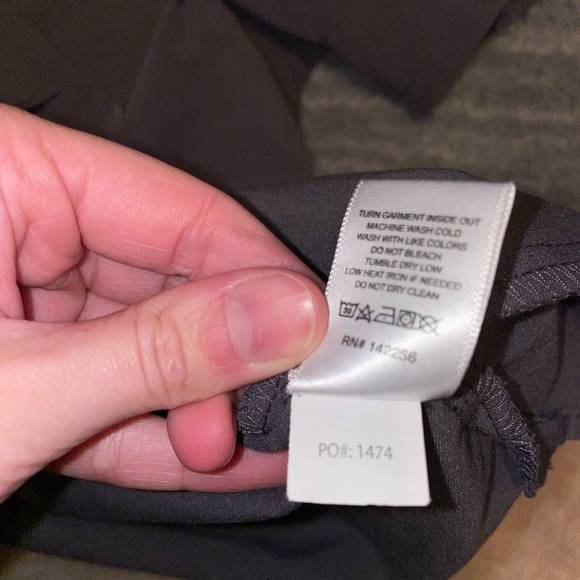 TURN GARMENT INSIDE OUT
MACHINE WASH COLD
WASH WITH LIKE COLORS
DO NOT BLEACH
TUMBLE DRY LOW
LOW HEAT IRON IF NEEDED
DO NOT DRY CLEAN
30
RN# 142256
PO#: 1474